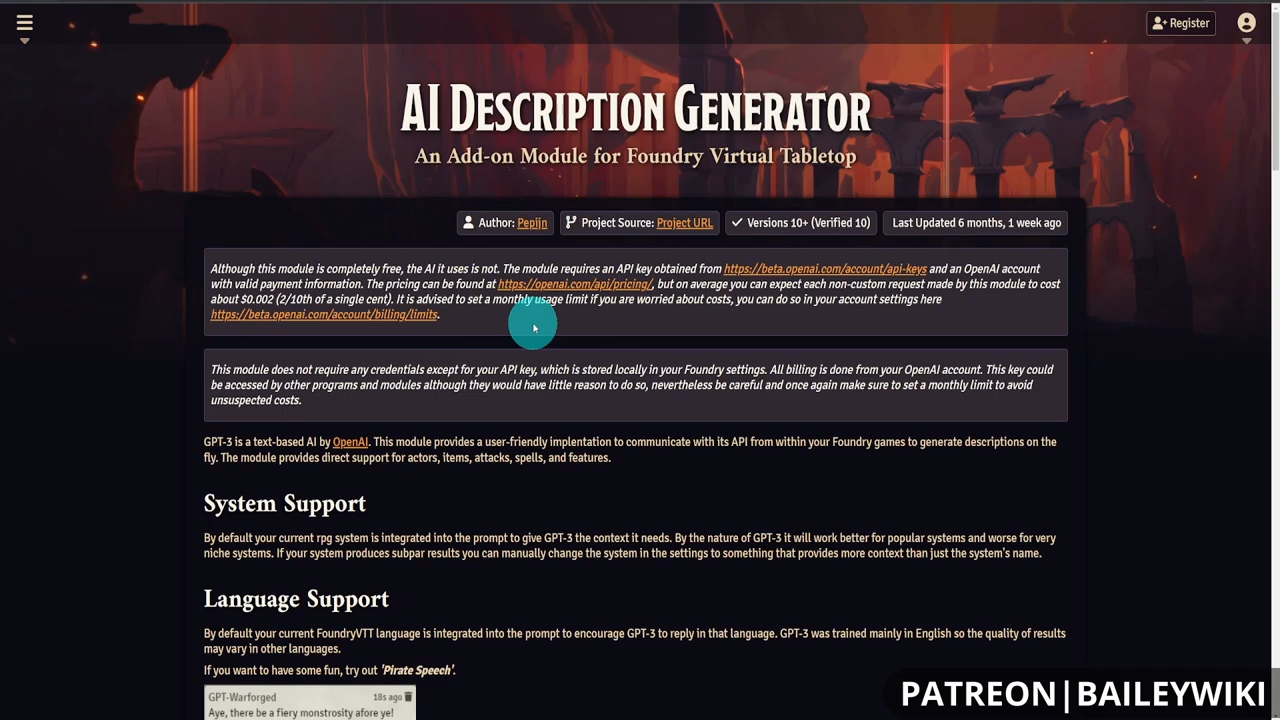 Register
AI Description Generator
An Add-on Module for Foundry Virtual Tabletop
Author: Pepijn
Project Source: Project URL
Versions 10+ (Verified 10)
Last Updated 6 months, 1 week ago
Although this module is completely free, the AI it uses is not. The module requires an API key obtained from https://beta.openai.com/account/api-keys and an OpenAI account
with valid payment information. The pricing can be found at https://openai.com/api/pricing/, but on average you can expect each non-custom request made by this module to cost
about $0.002 (2/10th of a single cent). It is advised to set a monthly usage limit if you are worried about costs, you can do so in your account settings here
https://beta.openai.com/account/billing/limits.
This module does not require any credentials except for your API key, which is stored locally in your Foundry settings. All billing is done from your OpenAI account. This key could
be accessed by other programs and modules although they would have little reason to do so, nevertheless be careful and once again make sure to set a monthly limit to avoid
unsuspected costs.
GPT-3 is a text-based AI by OpenAI. This module provides a user-friendly implentation to communicate with its API from within your Foundry games to generate descriptions on the
fly. The module provides direct support for actors, items, attacks, spells, and features.
System Support
By default your current rpg system is integrated into the prompt to give GPT-3 the context it needs. By the nature of GPT-3 it will work better for popular systems and worse for very
niche systems. If your system produces subpar results you can manually change the system in the settings to something that provides more context than just the system's name.
Language Support
By default your current FoundryVTT language is integrated into the prompt to encourage GPT-3 to reply in that language. GPT-3 was trained mainly in English so the quality of results
may vary in other languages.
If you want to have some fun, try out 'Pirate Speech'.
GPT-Warforged 18s ago
Aye, there be a fiery monstrosity afore ye!
PATREON|BAILEYWIKI